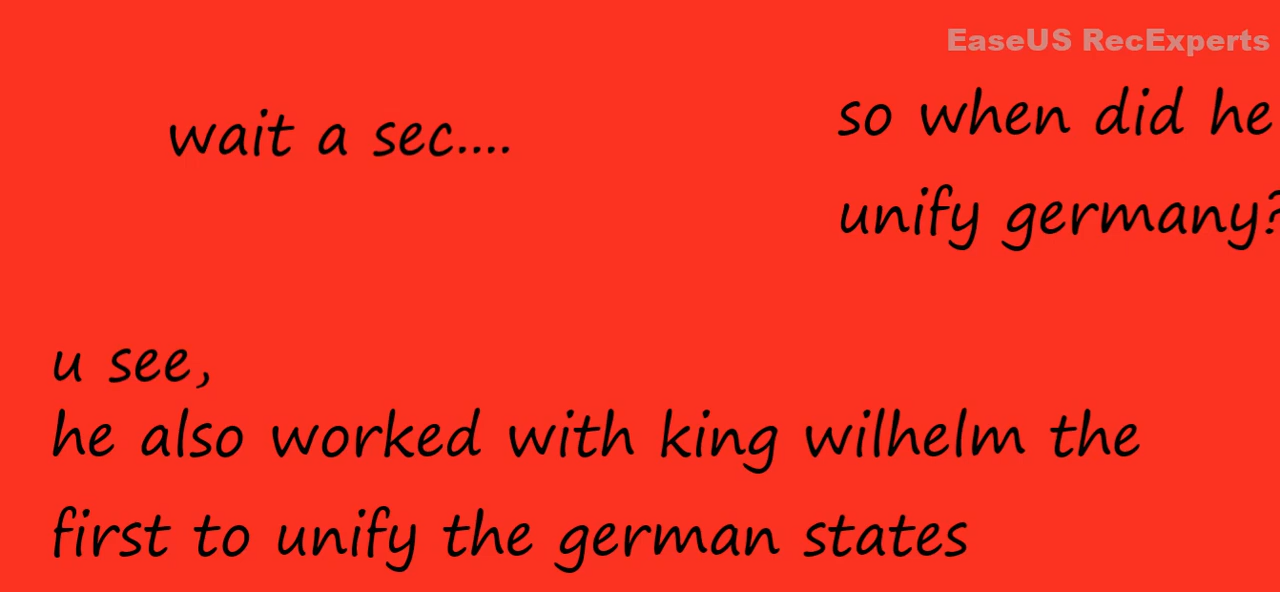 EaseUS RecExperts
wait a sec....
so when did he
unify germany?
u see,
he also worked with king wilhelm the
first to unify the german states